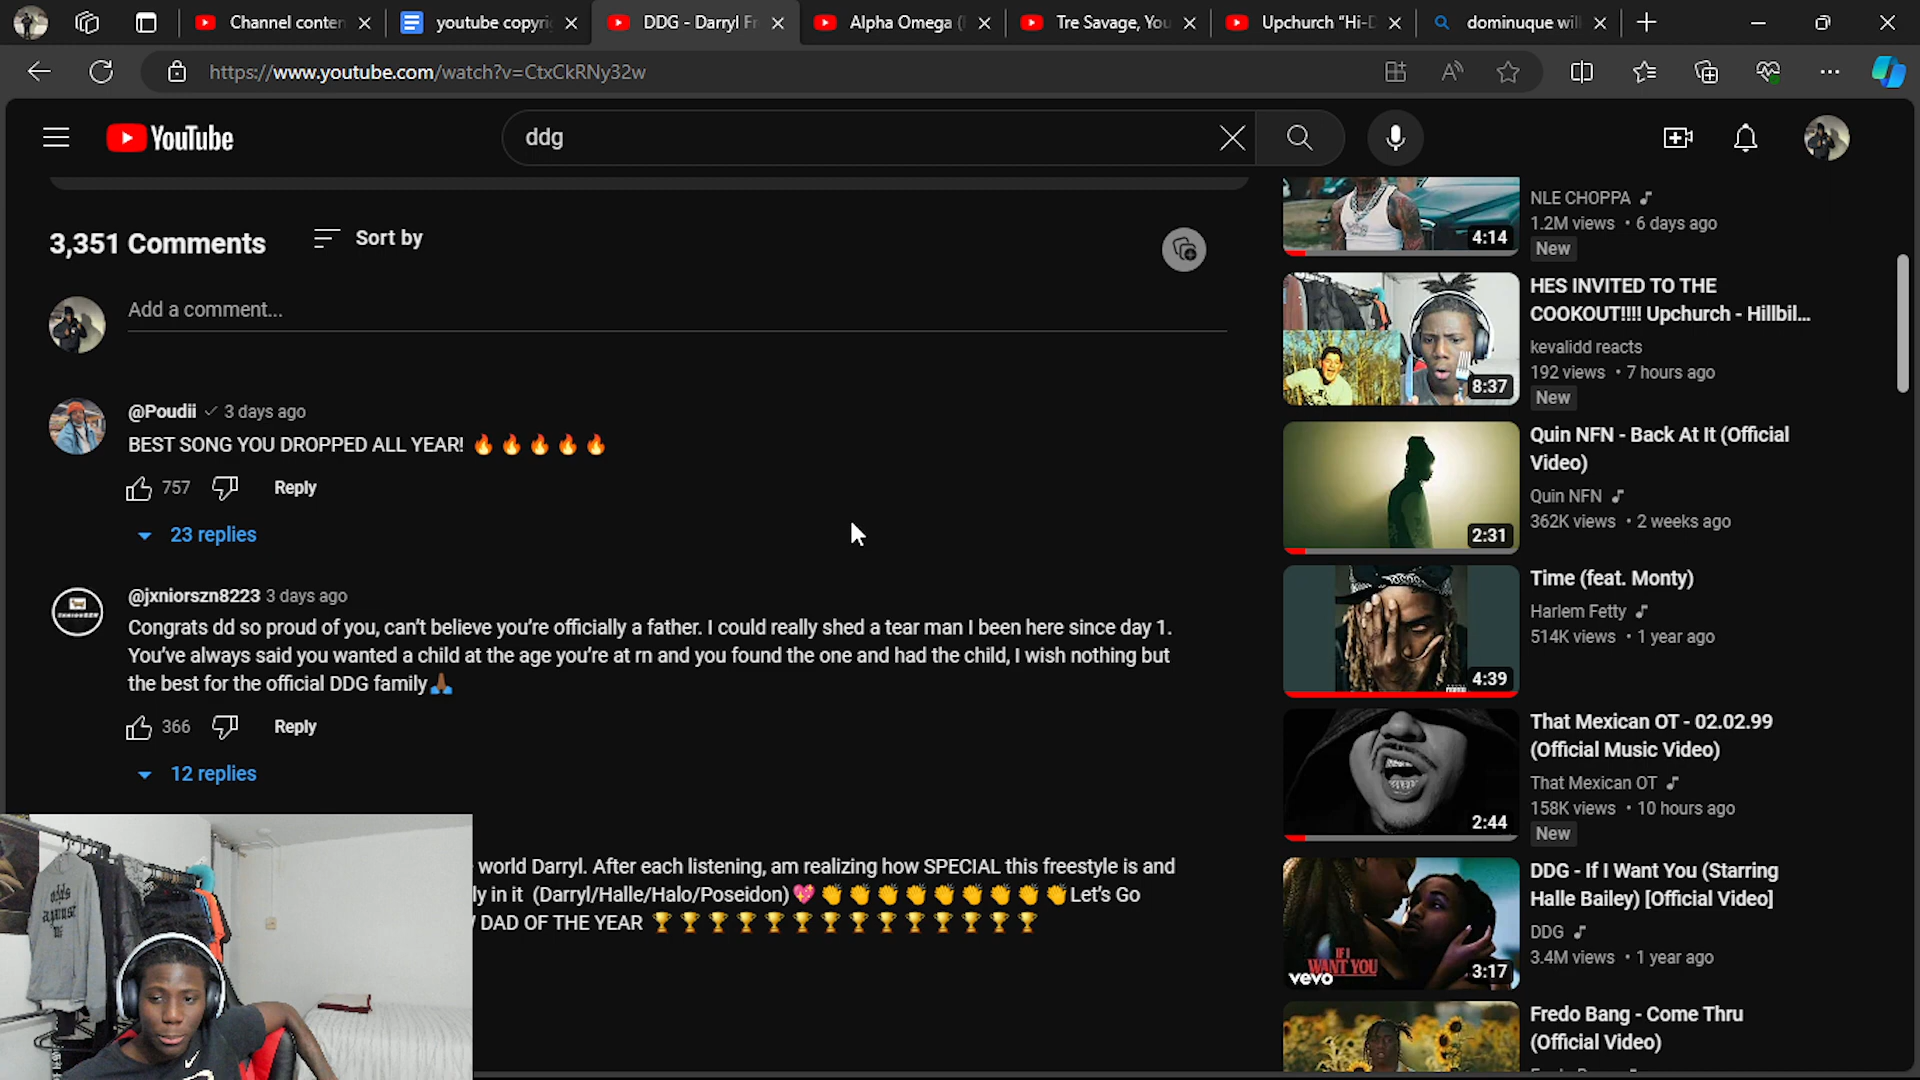 Channel conten
youtube copyri
DDG - Darryl Fr
Alpha Omega (
Tre Savage, You
Upchurch “Hi-D
dominuque will
https://www.youtube.com/watch?v=CtxCkRNy32w
YouTube
ddg
3,351 Comments
Sort by
Add a comment...
@Poudii 3 days ago
BEST SONG YOU DROPPED ALL YEAR! 🔥🔥🔥🔥🔥
757 Reply
23 replies
@jxniorszn8223 3 days ago
Congrats dd so proud of you, can’t believe you’re officially a father. I could really shed a tear man I been here since day 1.
You’ve always said you wanted a child at the age you’re at rn and you found the one and had the child, I wish nothing but
the best for the official DDG family🙏🏾
366 Reply
12 replies
world Darryl. After each listening, am realizing how SPECIAL this freestyle is and
ly in it (Darryl/Halle/Halo/Poseidon)💖👏👏👏👏👏👏👏👏👏Let's Go
DAD OF THE YEAR 🏆🏆🏆🏆🏆🏆🏆🏆🏆🏆🏆🏆🏆🏆
odds
against
me
4:14
NLE CHOPPA
1.2M views • 6 days ago
New
8:37
HES INVITED TO THE
COOKOUT!!!! Upchurch - Hillbil...
kevalidd reacts
192 views • 7 hours ago
New
2:31
Quin NFN - Back At It (Official
Video)
Quin NFN
362K views • 2 weeks ago
4:39
Time (feat. Monty)
Harlem Fetty
514K views • 1 year ago
2:44
That Mexican OT - 02.02.99
(Official Music Video)
That Mexican OT
158K views • 10 hours ago
New
IF I
WANT YOU
vevo
3:17
DDG - If I Want You (Starring
Halle Bailey) [Official Video]
DDG
3.4M views • 1 year ago
Fredo Bang - Come Thru
(Official Video)